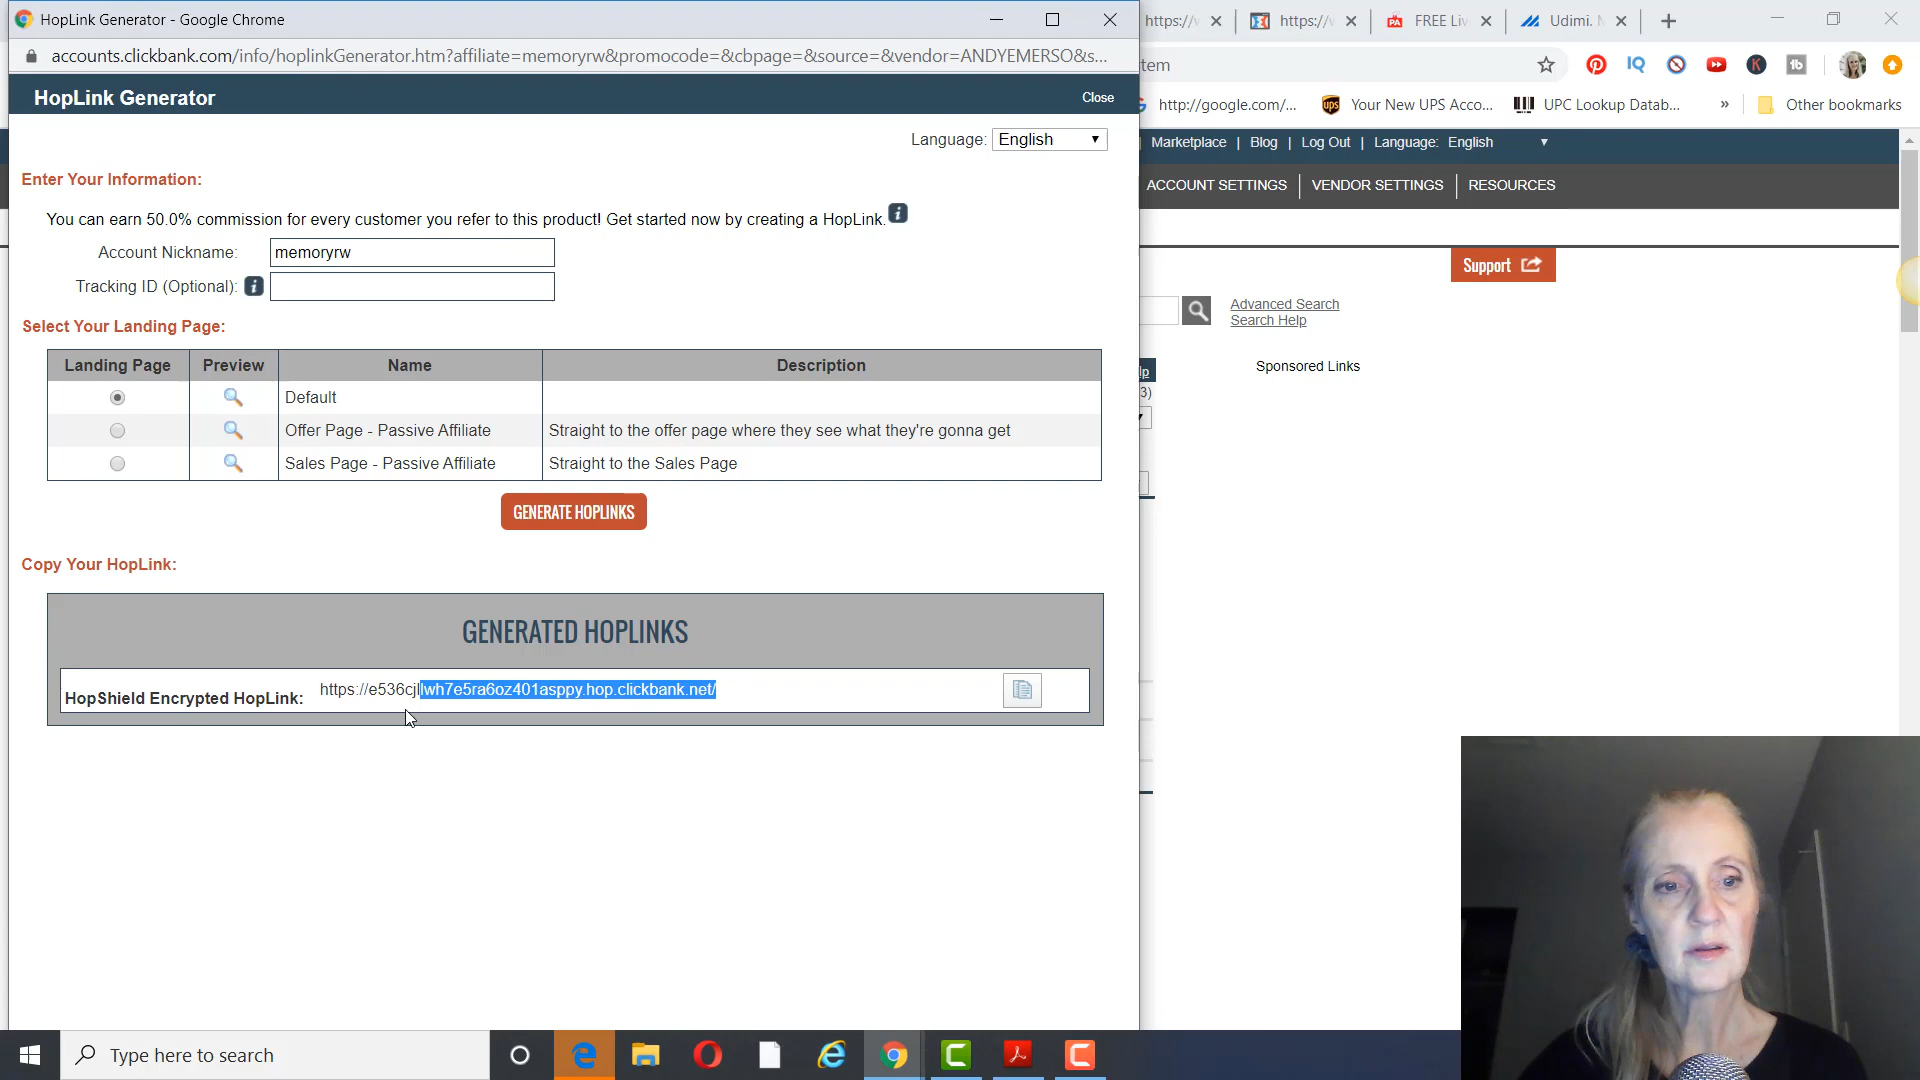 HopLink Generator - Google Chrome
https://v
https://v
FREE Liv
Udimi.
accounts.clickbank.com/info/hoplinkGenerator.htm?affiliate=memoryrw&promocode=&cbpage=&source=&vendor=ANDYEMERSO&s...
tem
HopLink Generator
Close
http://google.com/...
Your New UPS Acco...
UPC Lookup Datab...
»
Other bookmarks
Language: English
Marketplace | Blog | Log Out | Language: English
ACCOUNT SETTINGS | VENDOR SETTINGS | RESOURCES
Enter Your Information:
You can earn 50.0% commission for every customer you refer to this product! Get started now by creating a HopLink.
Account Nickname: memoryrw
Tracking ID (Optional):
Support
Advanced Search
Search Help
Sponsored Links
Select Your Landing Page:
Landing Page Preview Name Description
Default
Offer Page - Passive Affiliate Straight to the offer page where they see what they're gonna get
Sales Page - Passive Affiliate Straight to the Sales Page
GENERATE HOPLINKS
Copy Your HopLink:
GENERATED HOPLINKS
HopShield Encrypted HopLink: https://e536cjllwh7e5ra6oz401asppy.hop.clickbank.net/
Type here to search